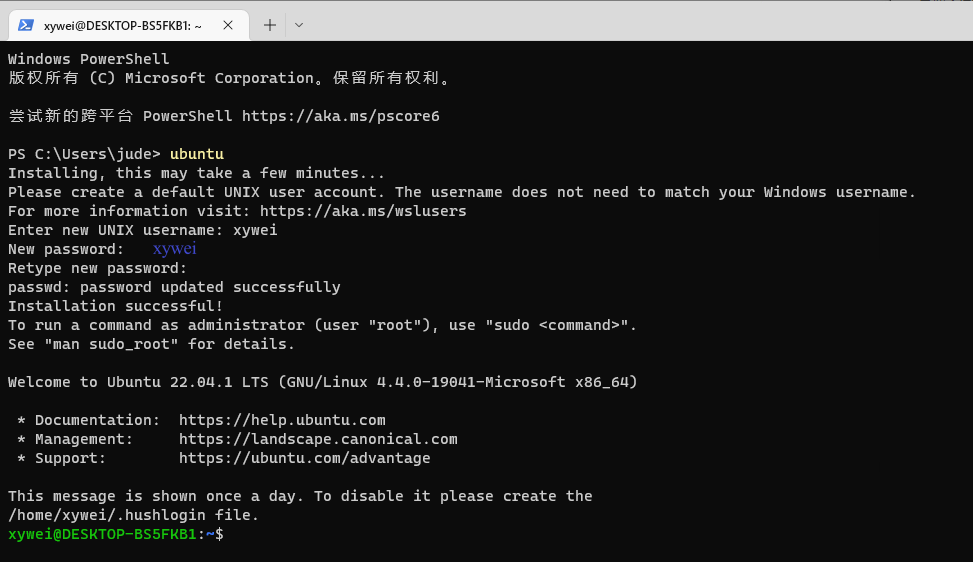 xywei@DESKTOP-BS5FKB1: ~
Windows PowerShell
版权所有 (C) Microsoft Corporation。保留所有权利。
尝试新的跨平台 PowerShell https://aka.ms/pscore6
PS C:\Users\jude> ubuntu
Installing, this may take a few minutes...
Please create a default UNIX user account. The username does not need to match your Windows username.
For more information visit: https://aka.ms/wslusers
Enter new UNIX username: xywei
New password: xywei
Retype new password:
passwd: password updated successfully
Installation successful!
To run a command as administrator (user "root"), use "sudo <command>".
See "man sudo_root" for details.
Welcome to Ubuntu 22.04.1 LTS (GNU/Linux 4.4.0-19041-Microsoft x86_64)
* Documentation: https://help.ubuntu.com
* Management: https://landscape.canonical.com
* Support: https://ubuntu.com/advantage
This message is shown once a day. To disable it please create the
/home/xywei/.hushlogin file.
xywei@DESKTOP-BS5FKB1:~$